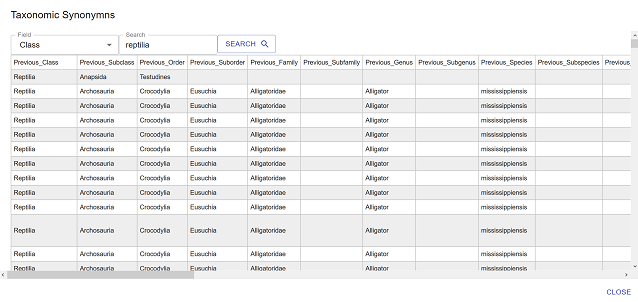 Taxonomic Synonymns
Field
Class
Search
reptilia
SEARCH
Previous_Class Previous_Subclass Previous_Order Previous_Suborder Previous_Family Previous_Subfamily Previous_Genus Previous_Subgenus Previous_Species Previous_Subspecies Previous_
Reptilia Anapsida Testudines
Reptilia Archosauria Crocodylia Eusuchia Alligatoridae Alligator mississippiensis
Reptilia Archosauria Crocodylia Eusuchia Alligatoridae Alligator mississippiensis
Reptilia Archosauria Crocodylia Eusuchia Alligatoridae Alligator mississippiensis
Reptilia Archosauria Crocodylia Eusuchia Alligatoridae Alligator mississippiensis
Reptilia Archosauria Crocodylia Eusuchia Alligatoridae Alligator mississippiensis
Reptilia Archosauria Crocodylia Eusuchia Alligatoridae Alligator mississippiensis
Reptilia Archosauria Crocodylia Eusuchia Alligatoridae Alligator mississippiensis
Reptilia Archosauria Crocodylia Eusuchia Alligatoridae Alligator mississippiensis
Reptilia Archosauria Crocodylia Eusuchia Alligatoridae Alligator mississippiensis
Reptilia Archosauria Crocodylia Eusuchia Alligatoridae Alligator mississippiensis
Reptilia Archosauria Crocodylia Eusuchia Alligatoridae Alligator mississippiensis
Reptilia Archosauria Crocodylia Eusuchia Alligatoridae Alligator mississippiensis
CLOSE